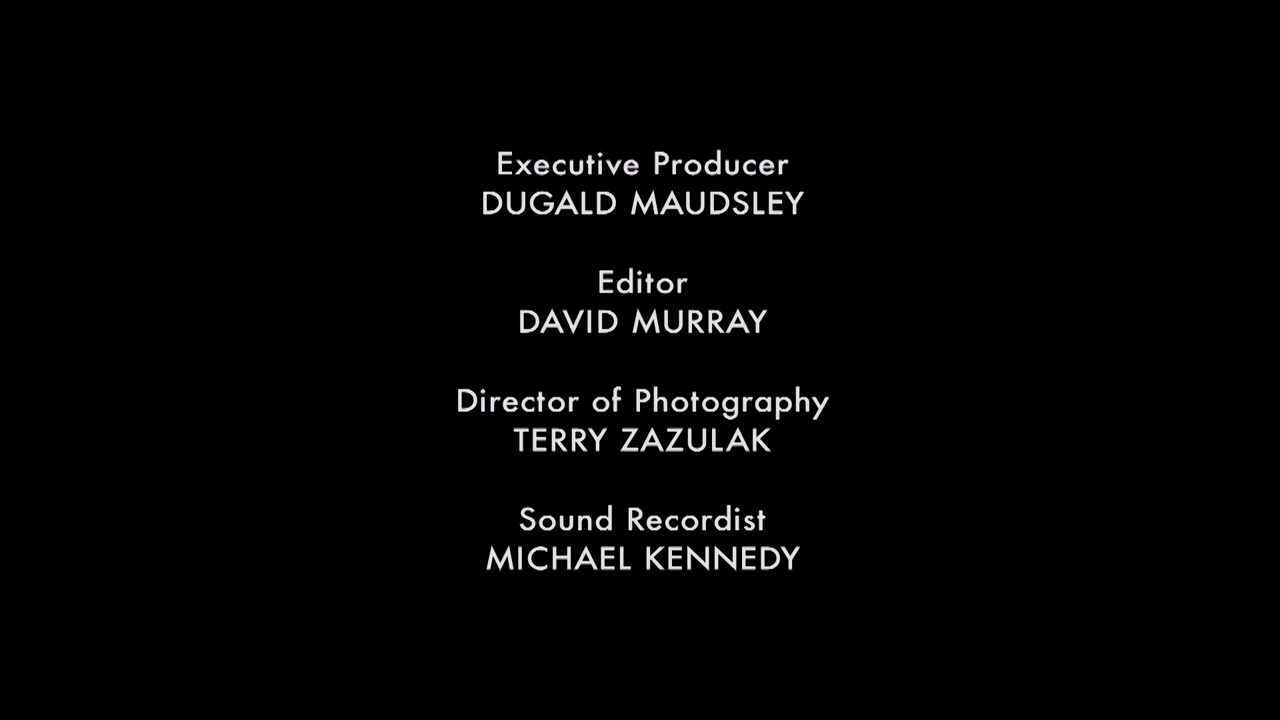 Executive Producer
DUGALD MAUDSLEY
Editor
DAVID MURRAY
Director of Photography
TERRY ZAZULAK
Sound Recordist
MICHAEL KENNEDY